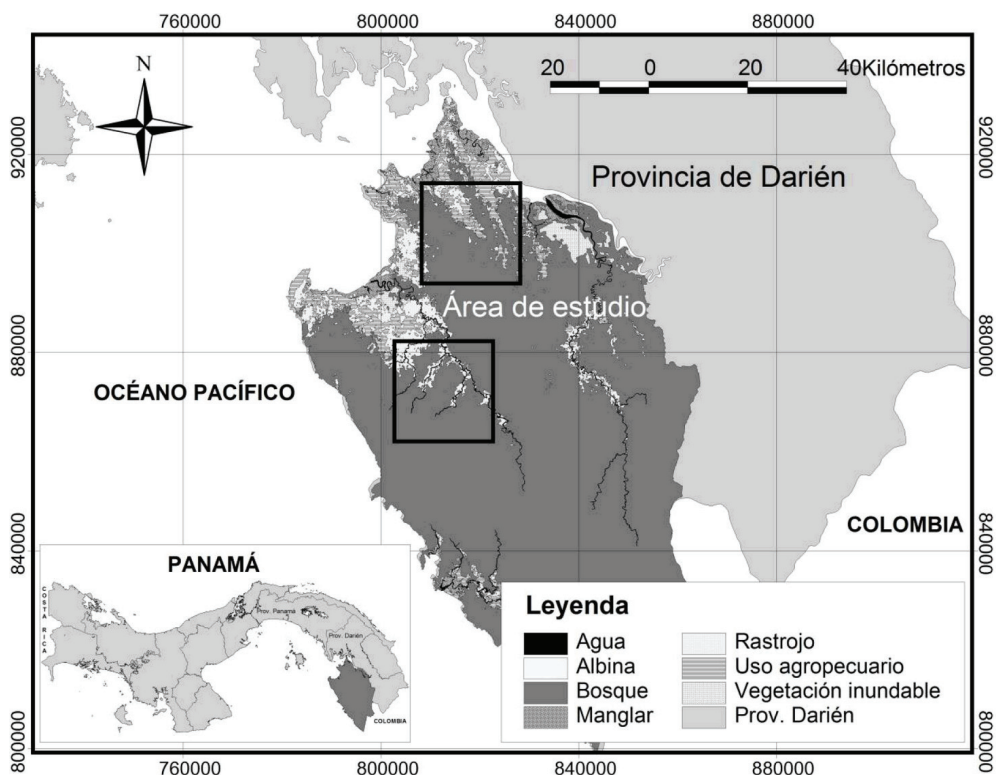 760000 800000 840000 880000
N
20 0 20 40Kilómetros
920000
920000
Provincia de Darién
Área de estudio
880000
880000
OCÉANO PACÍFICO
COLOMBIA
840000
840000
PANAMÁ
COSTA RICA
Prov. Panamá
Prov. Darién
COLOMBIA
Leyenda
Agua
Albina
Bosque
Manglar
Rastrojo
Uso agropecuario
Vegetación inundable
Prov. Darién
800000
800000
760000 800000 840000 880000